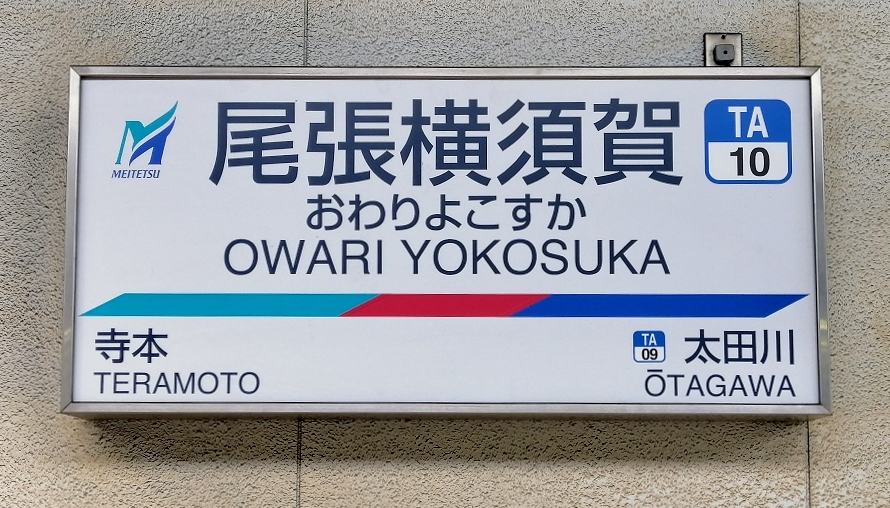 MEITETSU
尾張横須賀
TA
10
おわりよこすか
OWARI YOKOSUKA
寺本
TERAMOTO
TA
09
太田川
ŌTAGAWA